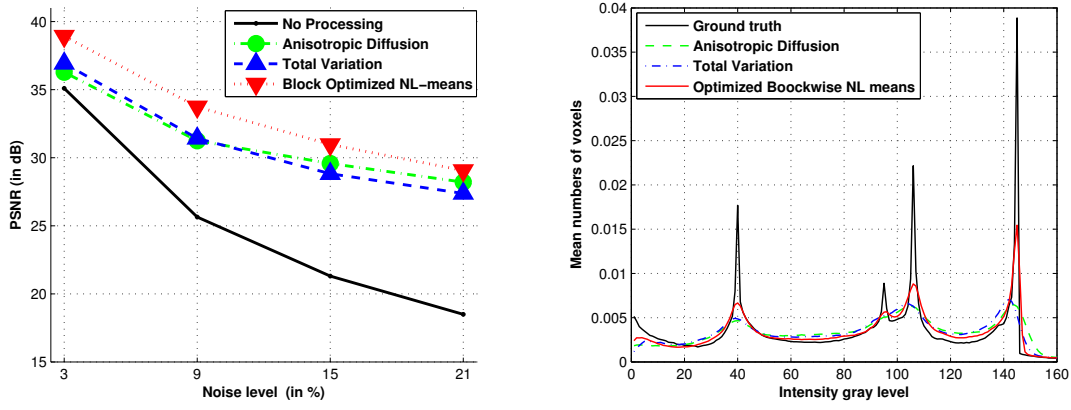 40
35
30
25
20
15
PSNR (in dB)
3
9
15
21
Noise level (in %)
No Processing
Anisotropic Diffusion
Total Variation
Block Optimized NL-means
0.04
0.035
0.03
0.025
0.02
0.015
0.01
0.005
0
Mean numbers of voxels
0
20
40
60
80
100
120
140
160
Intensity gray level
Ground truth
Anisotropic Diffusion
Total Variation
Optimized Boockwise NL means